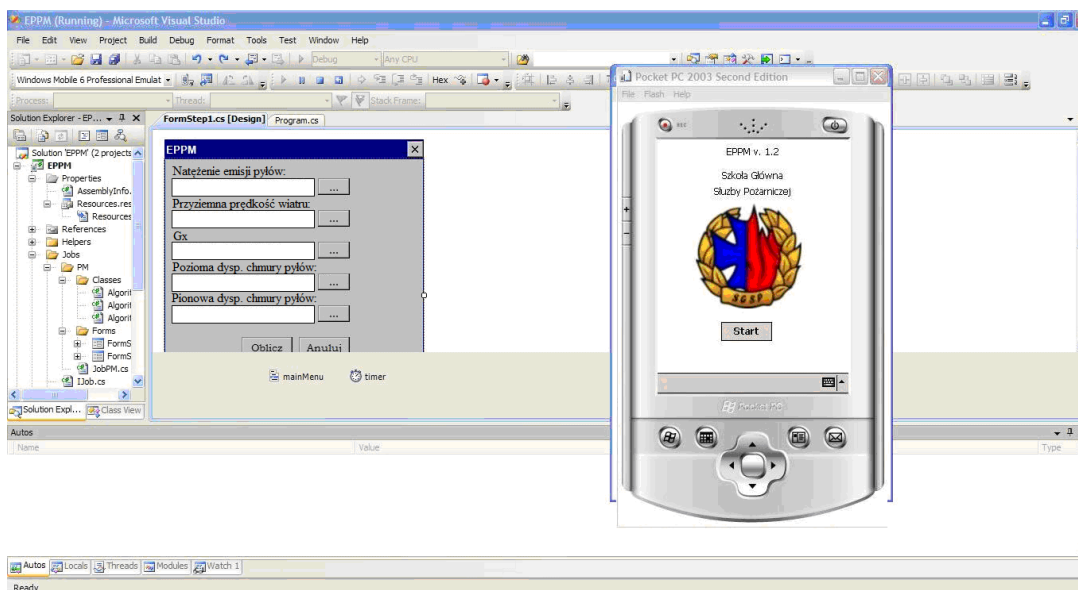 EPPM (Running) - Microsoft Visual Studio
File Edit View Project Build Debug Format Tools Test Window Help
Debug Any CPU
Windows Mobile 6 Professional Emulat Hex
Process: Thread: Stack Frame:
Solution Explorer - EP...
FormStep1.cs [Design] Program.cs
Solution 'EPPM' (2 projects
EPPM
Properties
AssemblyInfo.
Resources.res
Resources
References
Helpers
Jobs
PM
Classes
Algorit
Algorit
Algorit
Forms
FormS
FormS
JobPM.cs
IJob.cs
Solution Expl... Class View
EPPM
Natężenie emisji pyłów:
...
Przyziemna prędkość wiatru:
...
Gx
...
Pozioma dysp. chmury pyłów:
...
Pionowa dysp. chmury pyłów:
...
Oblicz Anuluj
mainMenu timer
Pocket PC 2003 Second Edition
File Flash Help
REC
EPPM v. 1.2
Szkoła Główna
Służby Pożarniczej
SGSP
Start
Pocket PC
Autos
Name Value Type
Autos Locals Threads Modules Watch 1
Ready